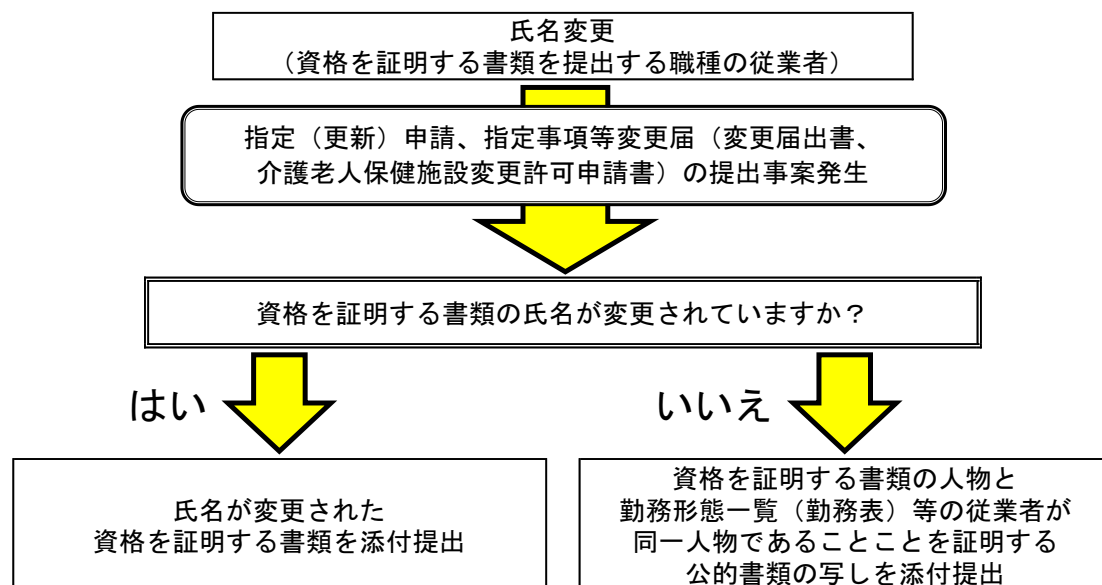 氏名変更
（資格を証明する書類を提出する職種の従業者）
指定（更新）申請、指定事項等変更届（変更届出書、
介護老人保健施設変更許可申請書）の提出事案発生
資格を証明する書類の氏名が変更されていますか？
はい
いいえ
氏名が変更された
資格を証明する書類を添付提出
資格を証明する書類の人物と
勤務形態一覧（勤務表）等の従業者が
同一人物であることことを証明する
公的書類の写しを添付提出